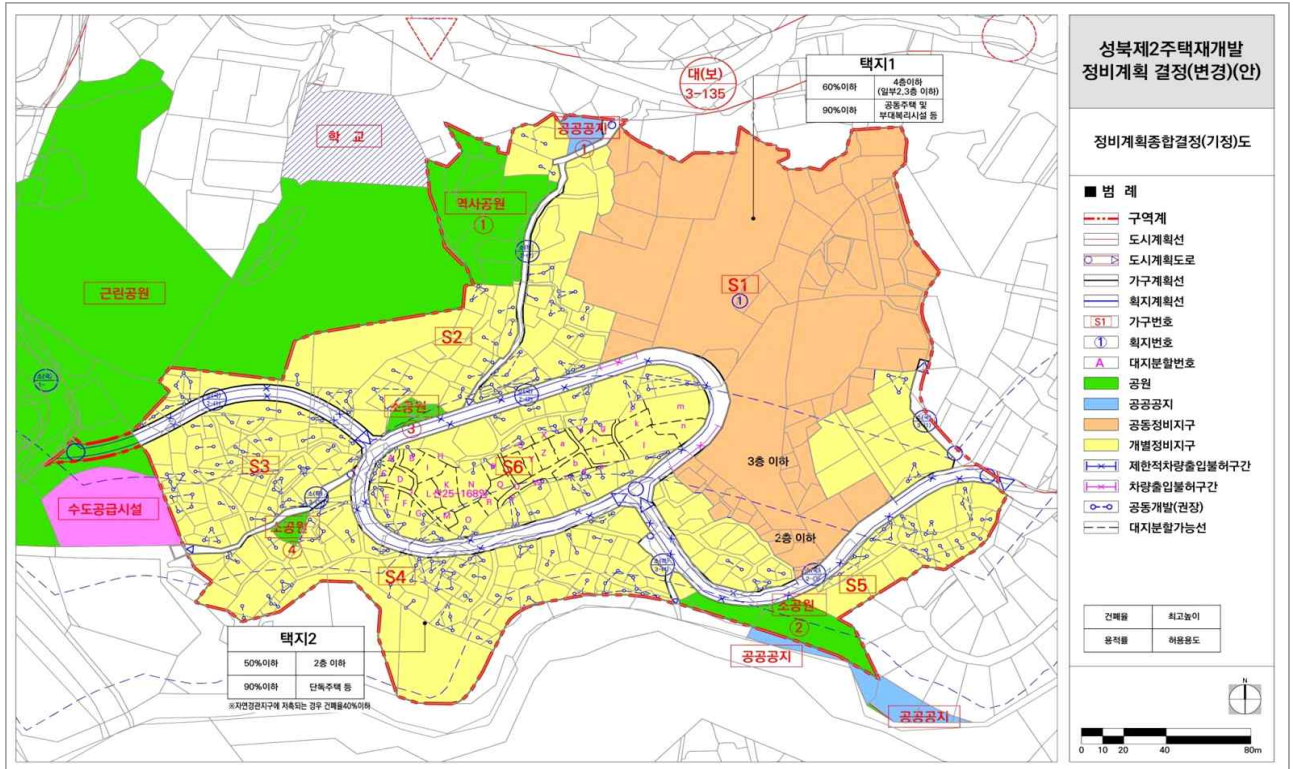 성북제2주택재개발
정비계획 결정(변경)(안)
정비계획종합결정(기정)도
■ 범 례
구역계
도시계획선
도시계획도로
가구계획선
획지계획선
S1 가구번호
① 획지번호
A 대지분할번호
공원
공공공지
공동정비지구
개별정비지구
제한적차량출입불허구간
차량출입불허구간
공동개발(권장)
대지분할가능선
건폐율 최고높이
용적률 허용용도
N
0 10 20 40 80m
대(보)
3-135
택지1
60%이하 4층이하
(일부2,3층 이하)
90%이하 공동주택 및
부대복리시설 등
학 교
공공공지
①
역사공원
①
근린공원
S1
①
S2
소공원
3
S3
S6
산25-168일
수도공급시설
소공원
④
S4
3층 이하
2층 이하
S5
소공원
②
공공공지
공공공지
택지2
50%이하 2층 이하
90%이하 단독주택 등
※자연경관지구에 저촉되는 경우 건폐율40%이하